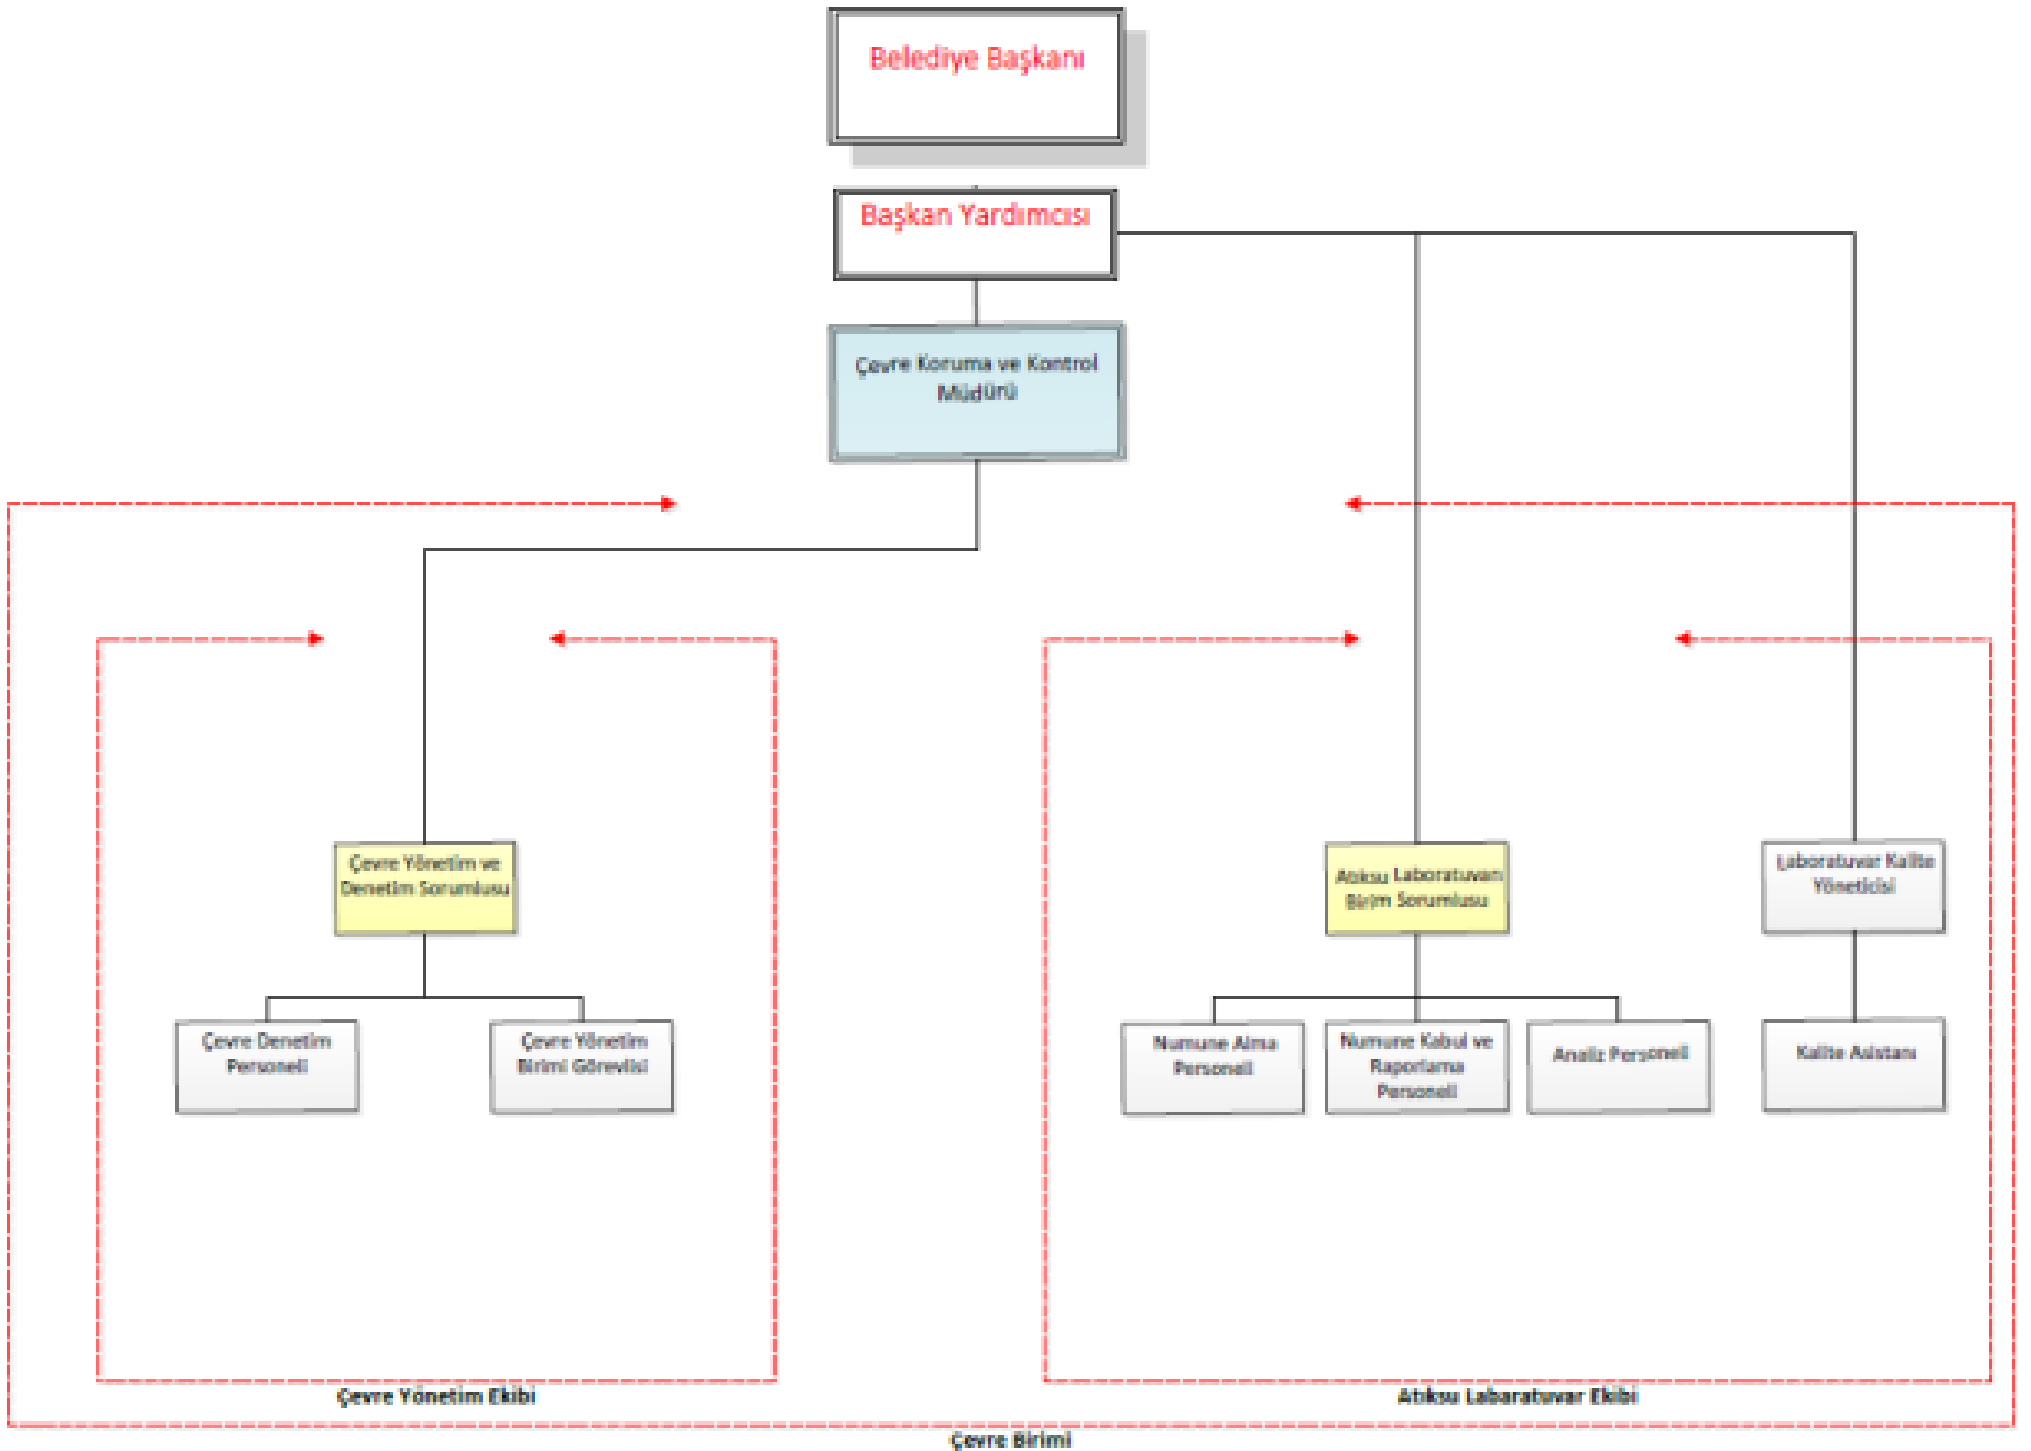 Belediye Başkanı
Başkan Yardımcısı
Çevre Koruma ve Kontrol
Müdürü
Çevre Yönetim ve
Denetim Sorumlusu
Atıksu Laboratuvarı
Birim Sorumlusu
Laboratuvar Kalite
Yöneticisi
Çevre Denetim
Personeli
Çevre Yönetim
Birimi Görevlisi
Numune Alma
Personeli
Numune Kabul ve
Raporlama
Personeli
Analiz Personeli
Kalite Asistanı
Çevre Yönetim Ekibi
Atıksu Labaratuvar Ekibi
Çevre Birimi